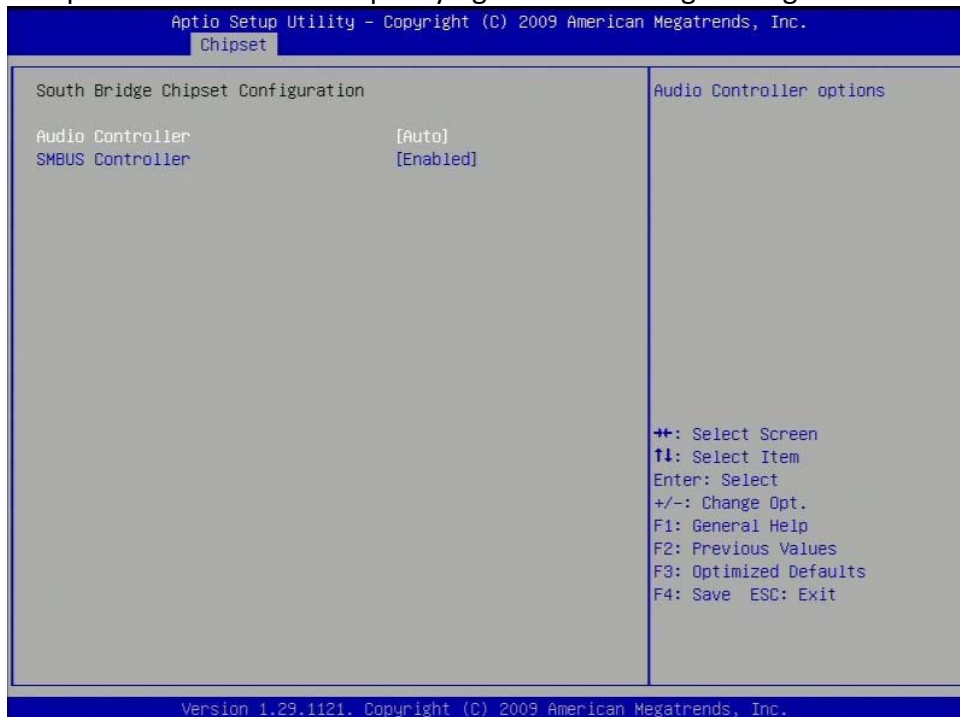 Aptio Setup Utility – Copyright (C) 2009 American Megatrends, Inc.
Chipset
South Bridge Chipset Configuration
Audio Controller [Auto]
SMBUS Controller [Enabled]
Audio Controller options
→←: Select Screen
↑↓: Select Item
Enter: Select
+/-: Change Opt.
F1: General Help
F2: Previous Values
F3: Optimized Defaults
F4: Save ESC: Exit
Version 1.29.1121. Copyright (C) 2009 American Megatrends, Inc.